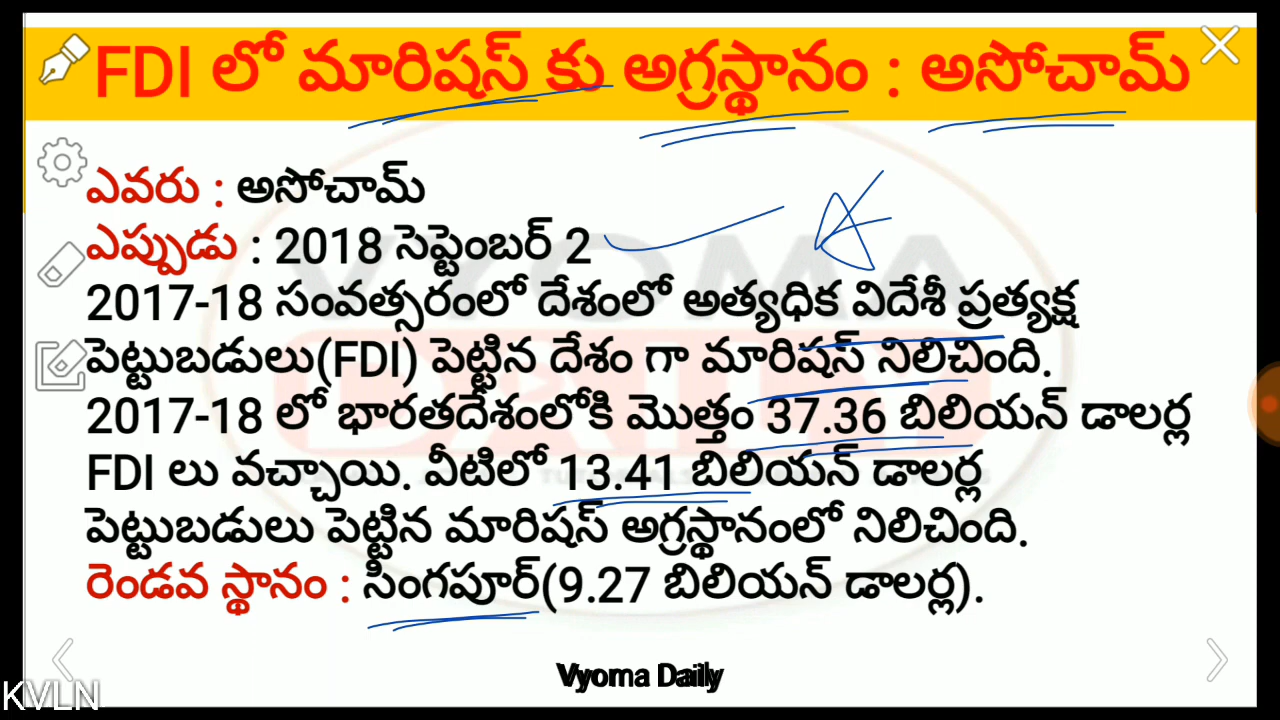 FDI లో మారిషస్ కు అగ్రస్థానం : అసోచామ్
ఎవరు : అసోచామ్
ఎప్పుడు : 2018 సెప్టెంబర్ 2
2017-18 సంవత్సరంలో దేశంలో అత్యధిక విదేశీ ప్రత్యక్ష
పెట్టుబడులు(FDI) పెట్టిన దేశం గా మారిషస్ నిలిచింది.
2017-18 లో భారతదేశంలోకి మొత్తం 37.36 బిలియన్ డాలర్ల
FDI లు వచ్చాయి. వీటిలో 13.41 బిలియన్ డాలర్ల
పెట్టుబడులు పెట్టిన మారిషస్ అగ్రస్థానంలో నిలిచింది.
రెండవ స్థానం : సింగపూర్(9.27 బిలియన్ డాలర్ల).
Vyoma Daily
KVLN